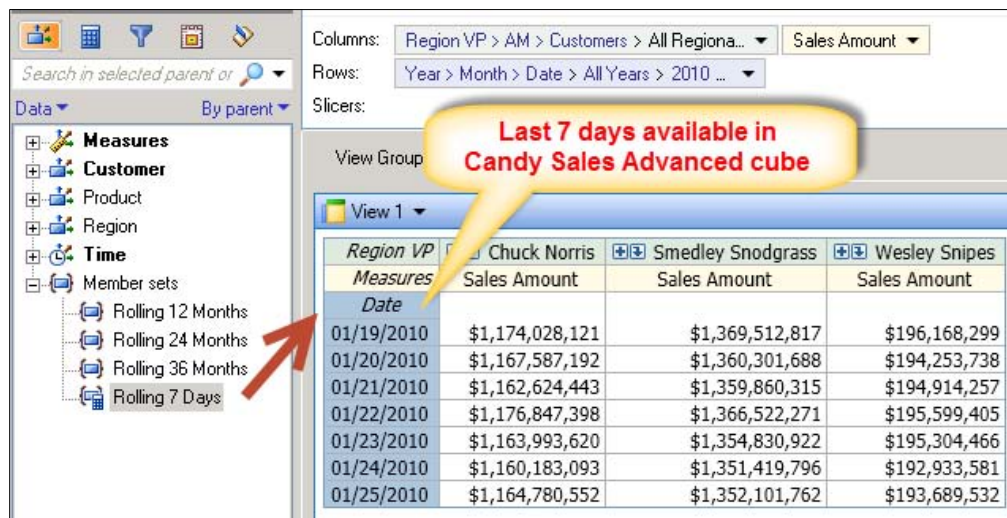 Columns: Region VP > AM > Customers > All Regiona... Sales Amount
Search in selected parent or
Rows: Year > Month > Date > All Years > 2010 ...
Data By parent
Slicers:
Measures
Customer
Product
Region
Time
Member sets
Rolling 12 Months
Rolling 24 Months
Rolling 36 Months
Rolling 7 Days
Last 7 days available in
Candy Sales Advanced cube
View Group
View 1
Region VP Chuck Norris Smedley Snodgrass Wesley Snipes
Measures Sales Amount Sales Amount Sales Amount
Date
01/19/2010 $1,174,028,121 $1,369,512,817 $196,168,299
01/20/2010 $1,167,587,192 $1,360,301,688 $194,253,738
01/21/2010 $1,162,624,443 $1,359,860,315 $194,914,257
01/22/2010 $1,176,847,398 $1,366,522,271 $195,599,405
01/23/2010 $1,163,993,620 $1,354,830,922 $195,304,466
01/24/2010 $1,160,183,093 $1,351,419,796 $192,933,581
01/25/2010 $1,164,780,552 $1,352,101,762 $193,689,532